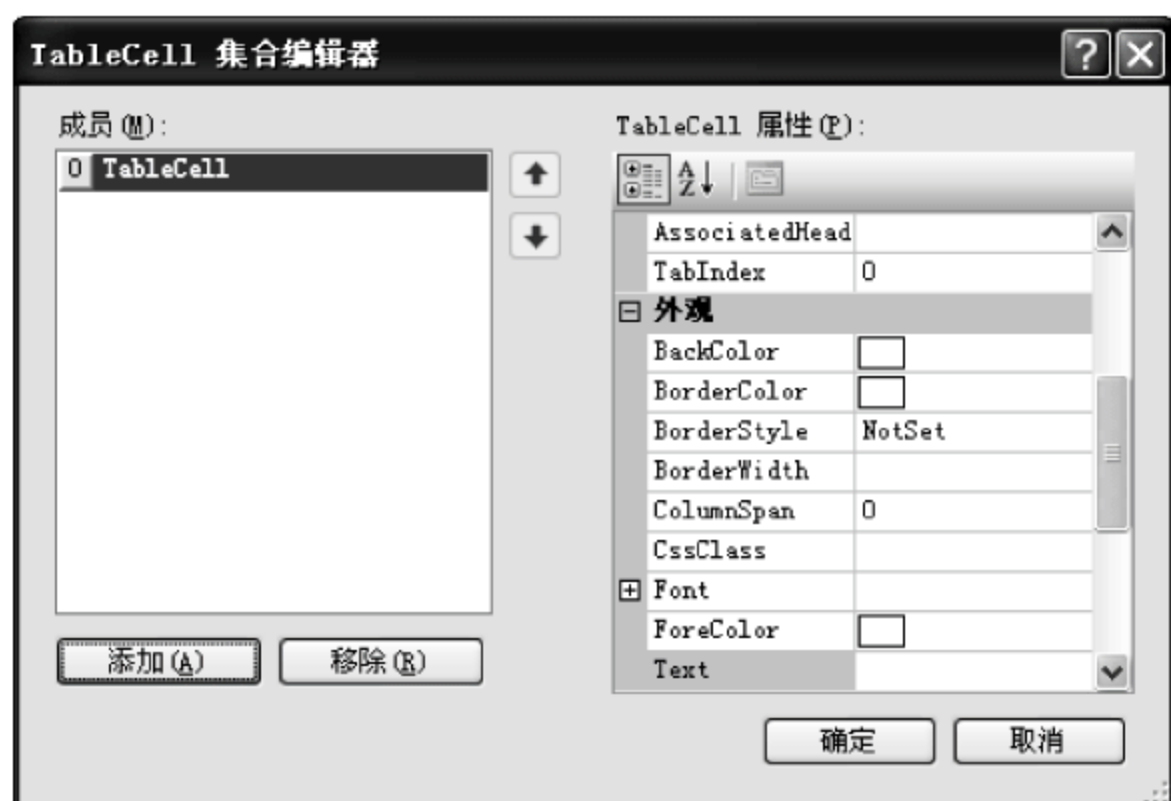 TableCell 集合编辑器
成员(M):
0 TableCell
添加(A)
移除(R)
TableCell 属性(P):
AssociatedHead
TabIndex 0
外观
BackColor
BorderColor
BorderStyle NotSet
BorderWidth
ColumnSpan 0
CssClass
Font
ForeColor
Text
确定
取消